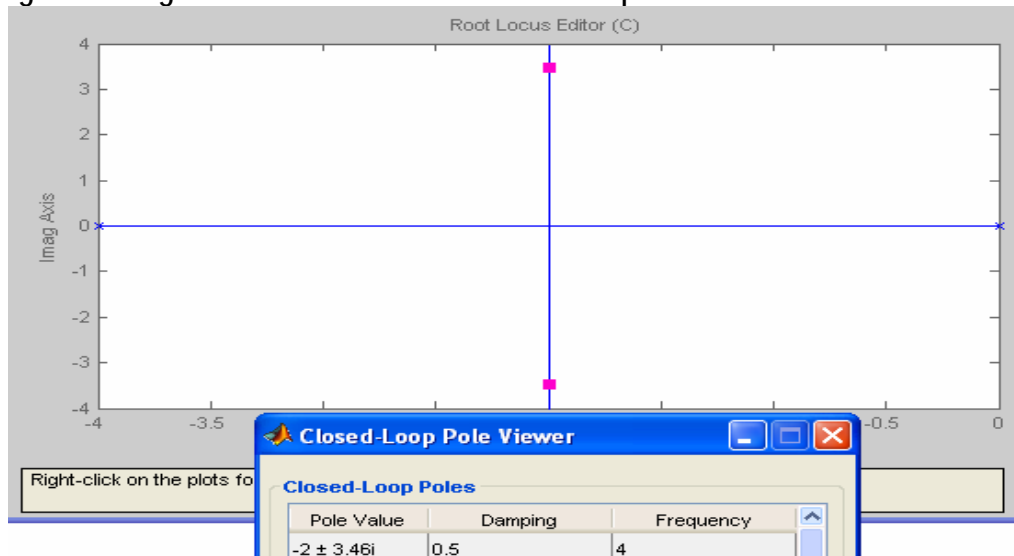 Root Locus Editor (C)
4
3
2
1
0
-1
-2
-3
-4
Imag Axis
-4 -3.5 -0.5 0
Closed-Loop Pole Viewer
Right-click on the plots fo
Closed-Loop Poles
Pole Value Damping Frequency
-2 ± 3.46i 0.5 4